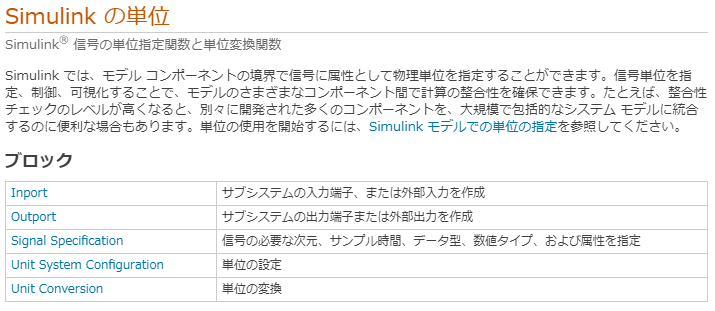 Simulink の単位
Simulink® 信号の単位指定関数と単位変換関数
Simulink では、モデル コンポーネントの境界で信号に属性として物理単位を指定することができます。信号単位を指
定、制御、可視化することで、モデルのさまざまなコンポーネント間で計算の整合性を確保できます。たとえば、整合性
チェックのレベルが高くなると、別々に開発された多くのコンポーネントを、大規模で包括的なシステム モデルに統合
するのに便利な場合もあります。単位の使用を開始するには、Simulink モデルでの単位の指定を参照してください。
ブロック
Inport サブシステムの入力端子、または外部入力を作成
Outport サブシステムの出力端子または外部出力を作成
Signal Specification 信号の必要な次元、サンプル時間、データ型、数値タイプ、および属性を指定
Unit System Configuration 単位の設定
Unit Conversion 単位の変換